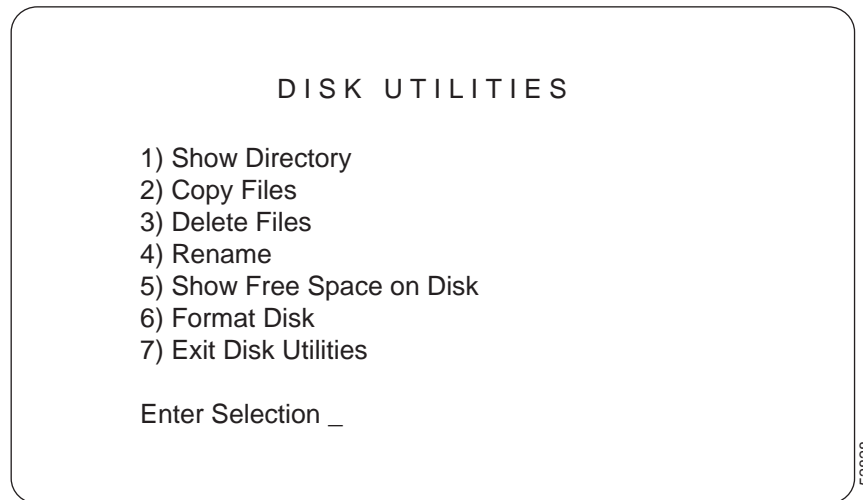 DISK UTILITIES
1) Show Directory
2) Copy Files
3) Delete Files
4) Rename
5) Show Free Space on Disk
6) Format Disk
7) Exit Disk Utilities
Enter Selection _